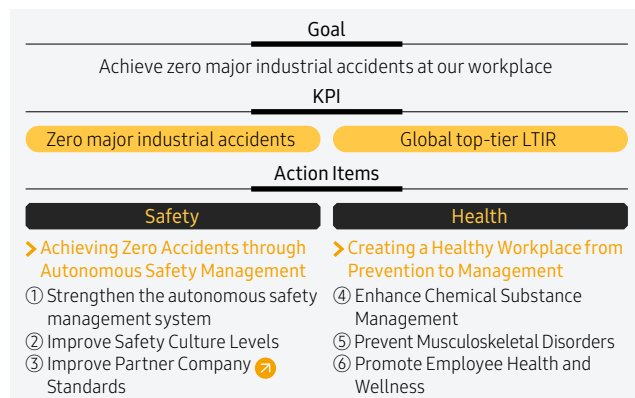 Goal
Achieve zero major industrial accidents at our workplace
KPI
Zero major industrial accidents
Global top-tier LTIR
Action Items
Safety
> Achieving Zero Accidents through
Autonomous Safety Management
① Strengthen the autonomous safety
management system
② Improve Safety Culture Levels
③ Improve Partner Company
Standards
Health
> Creating a Healthy Workplace from
Prevention to Management
④ Enhance Chemical Substance
Management
⑤ Prevent Musculoskeletal Disorders
⑥ Promote Employee Health and
Wellness